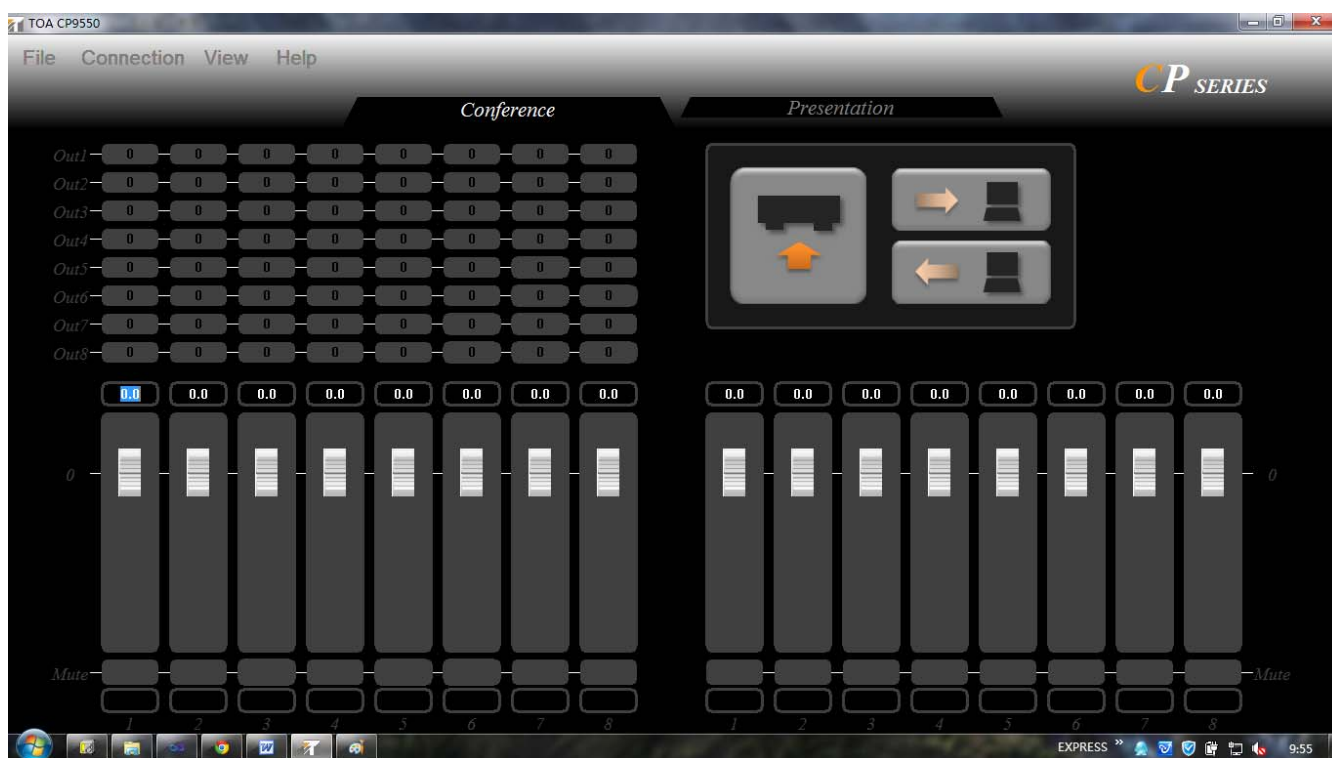 TOA CP9550
File Connection View Help
CP SERIES
Conference Presentation
Out1 0 0 0 0 0 0 0 0
Out2 0 0 0 0 0 0 0 0
Out3 0 0 0 0 0 0 0 0
Out4 0 0 0 0 0 0 0 0
Out5 0 0 0 0 0 0 0 0
Out6 0 0 0 0 0 0 0 0
Out7 0 0 0 0 0 0 0 0
Out8 0 0 0 0 0 0 0 0
0.0 0.0 0.0 0.0 0.0 0.0 0.0 0.0 0.0 0.0 0.0 0.0 0.0 0.0 0.0 0.0
0 0
Mute Mute
1 2 3 4 5 6 7 8 1 2 3 4 5 6 7 8
EXPRESS » 9:55